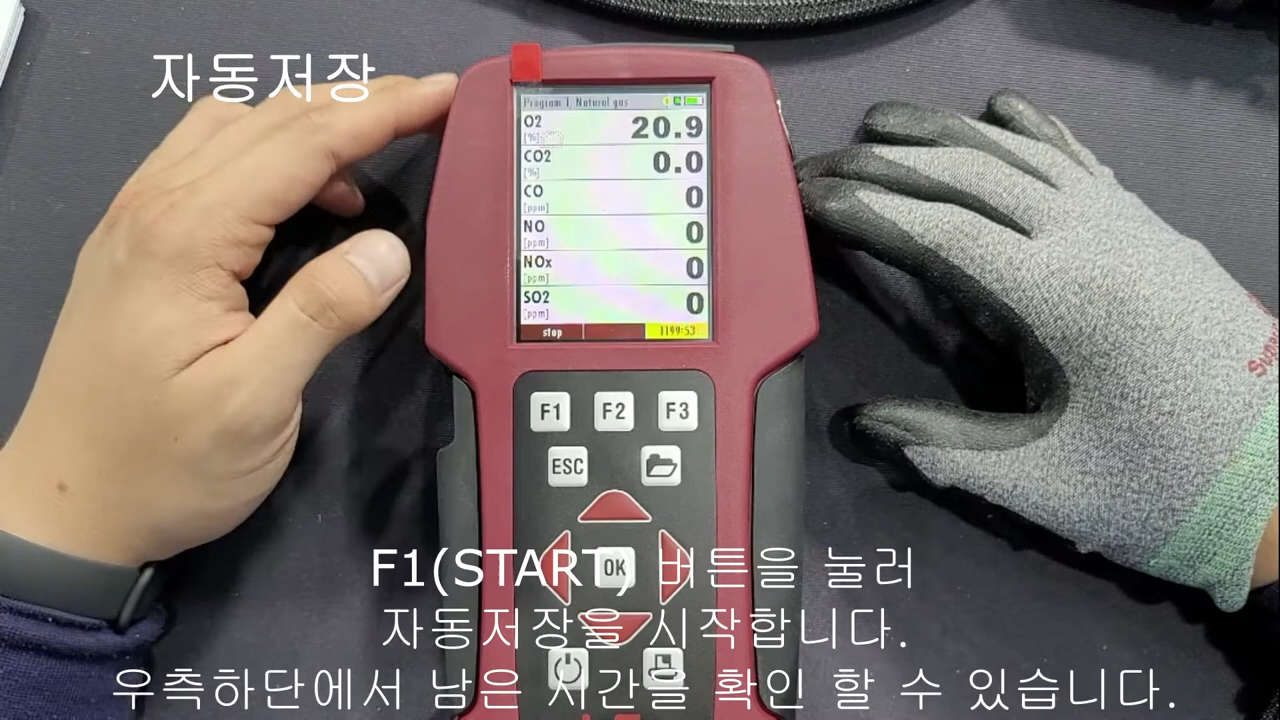 자동저장
Program 1, Natural gas
O2
[%]
20.9
CO2
[%]
0.0
CO
[ppm]
0
NO
[ppm]
0
NOx
[ppm]
0
SO2
[ppm]
0
stop
1199:53
F1 F2 F3
ESC
OK
F1(START) 버튼을 눌러
자동저장을 시작합니다.
우측하단에서 남은 시간을 확인 할 수 있습니다.